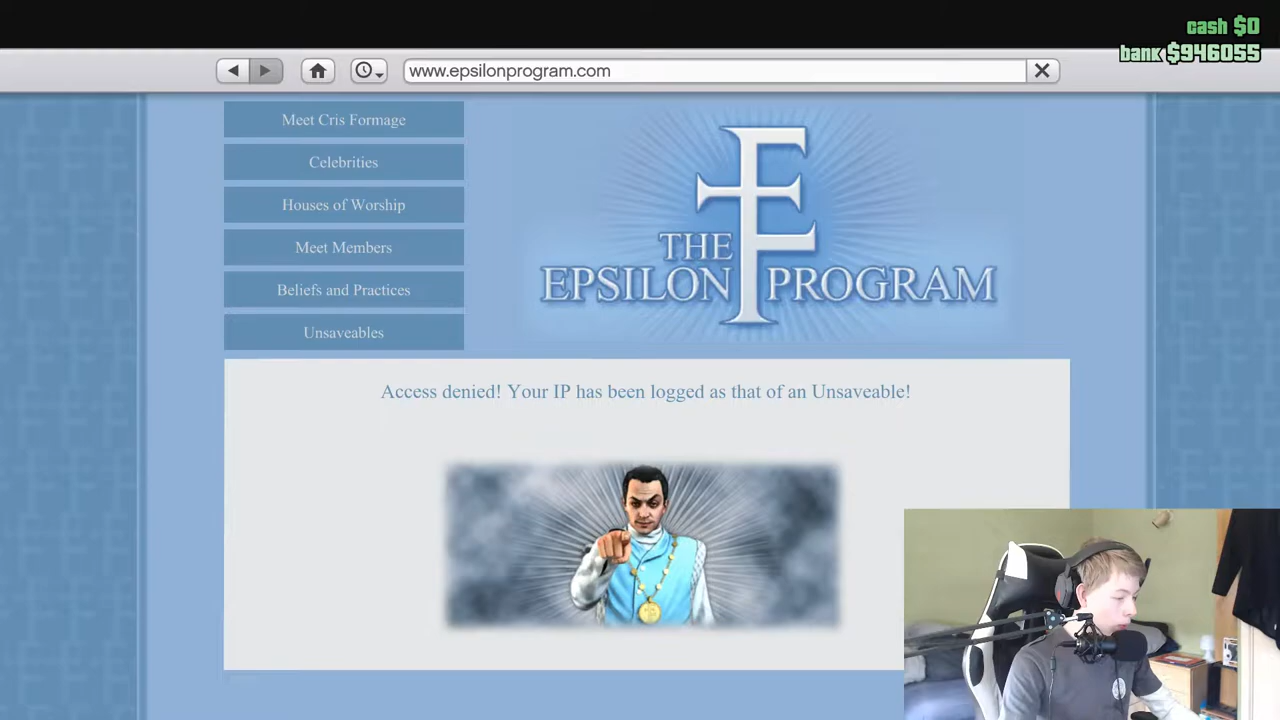 cash $0
bank $946055
www.epsilonprogram.com
Meet Cris Formage
Celebrities
Houses of Worship
Meet Members
Beliefs and Practices
Unsaveables
THE
EPSILON PROGRAM
Access denied! Your IP has been logged as that of an Unsaveable!